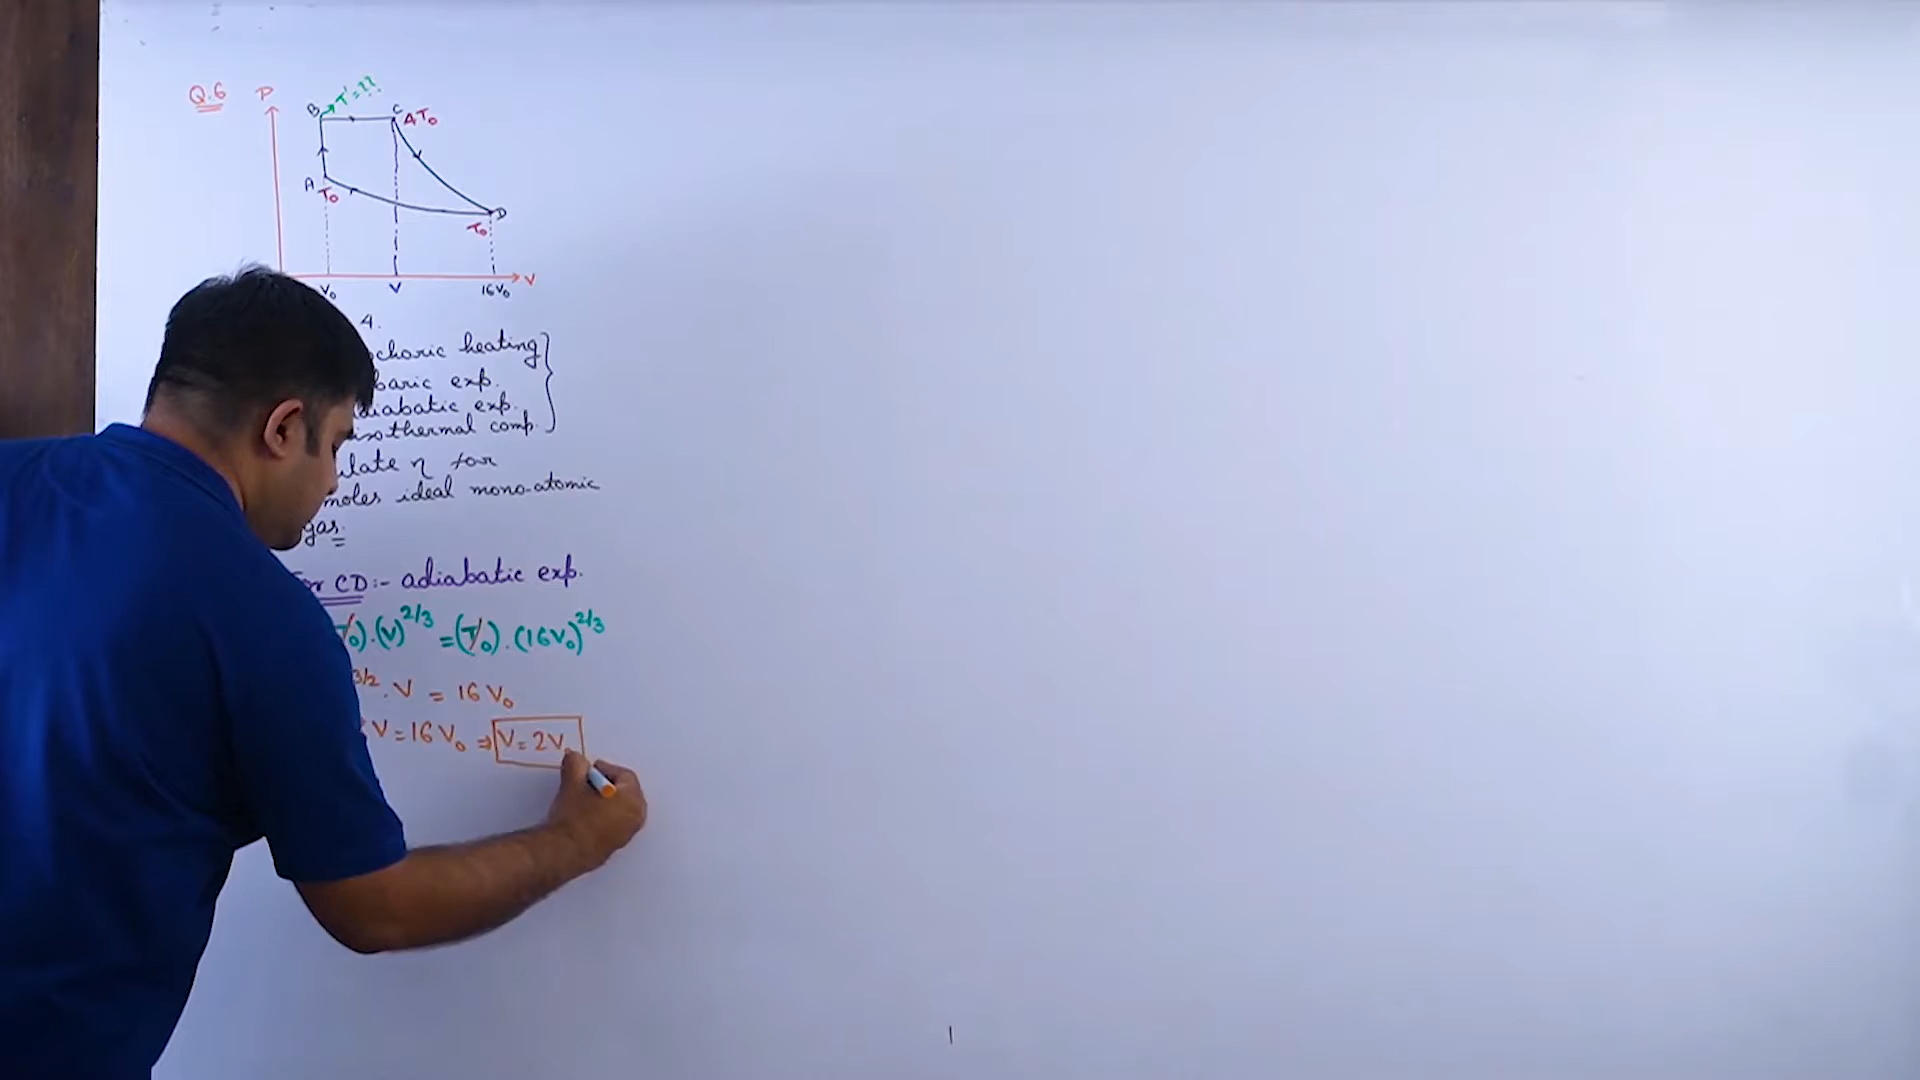 Q.6 P
B T' = ??
C 4T₀
A
T₀
D
T₀
V
V₀ V 16V₀
4.
choric heating
baric exp.
diabatic exp.
isothermal comp.
ulate η for
moles ideal mono-atomic
gas.
or CD:- adiabatic exp.
T₀).(V)^2/3 = (T₀).(16V₀)^2/3
3/2 . V = 16 V₀
V = 16 V₀ ⇒ V = 2V